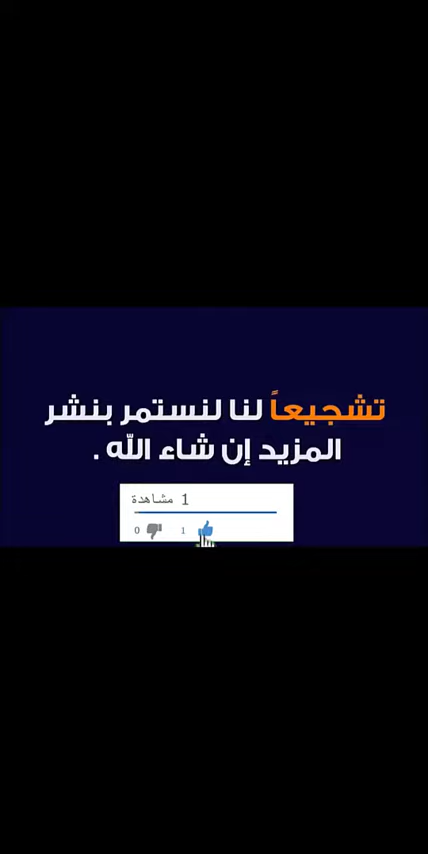 تشجيعاً لنا لنستمر بنشر
المزيد إن شاء الله .
1 مشاهدة
1 0